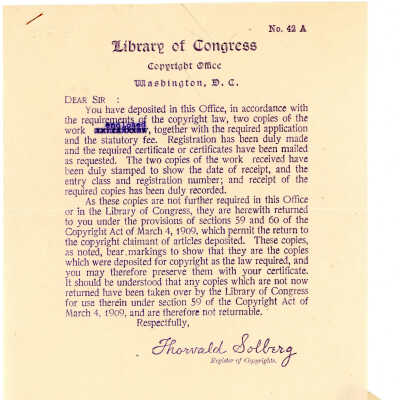 No. 42 A
Library of Congress
Copyright Office
Washington, D. C.
DEAR SIR :
You have deposited in this Office, in accordance with
the requirements of the copyright law, two copies of the
enclosed
work , together with the required application
and the statutory fee. Registration has been duly made
and the required certificate or certificates have been mailed
as requested. The two copies of the work received have
been duly stamped to show the date of receipt, and the
entry class and registration number; and receipt of the
required copies has been duly recorded.
As these copies are not further required in this Office
or in the Library of Congress, they are herewith returned
to you under the provisions of sections 59 and 60 of the
Copyright Act of March 4, 1909, which permit the return to
the copyright claimant of articles deposited. These copies,
as noted, bear markings to show that they are the copies
which were deposited for copyright as the law required, and
you may therefore preserve them with your certificate.
It should be understood that any copies which are not now
returned have been taken over by the Library of Congress
for use therein under section 59 of the Copyright Act of
March 4, 1909, and are therefore not returnable.
Respectfully,
Thorvald Solberg
Register of Copyrights.